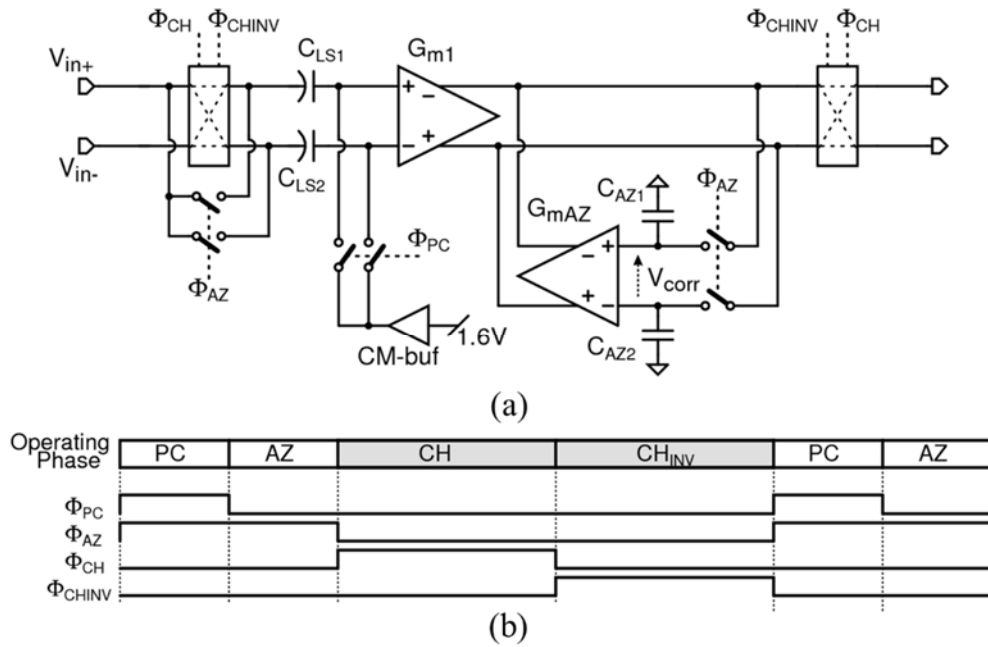 Φ_CH Φ_CHINV
V_in+
C_LS1
G_m1
Φ_CHINV Φ_CH
V_in-
C_LS2
Φ_AZ
Φ_PC
CM-buf
1.6V
G_mAZ
C_AZ1
Φ_AZ
V_corr
C_AZ2
+
−
+
−
+
−
+
−
(a)
Operating Phase
PC AZ CH CH_INV PC AZ
Φ_PC
Φ_AZ
Φ_CH
Φ_CHINV
(b)